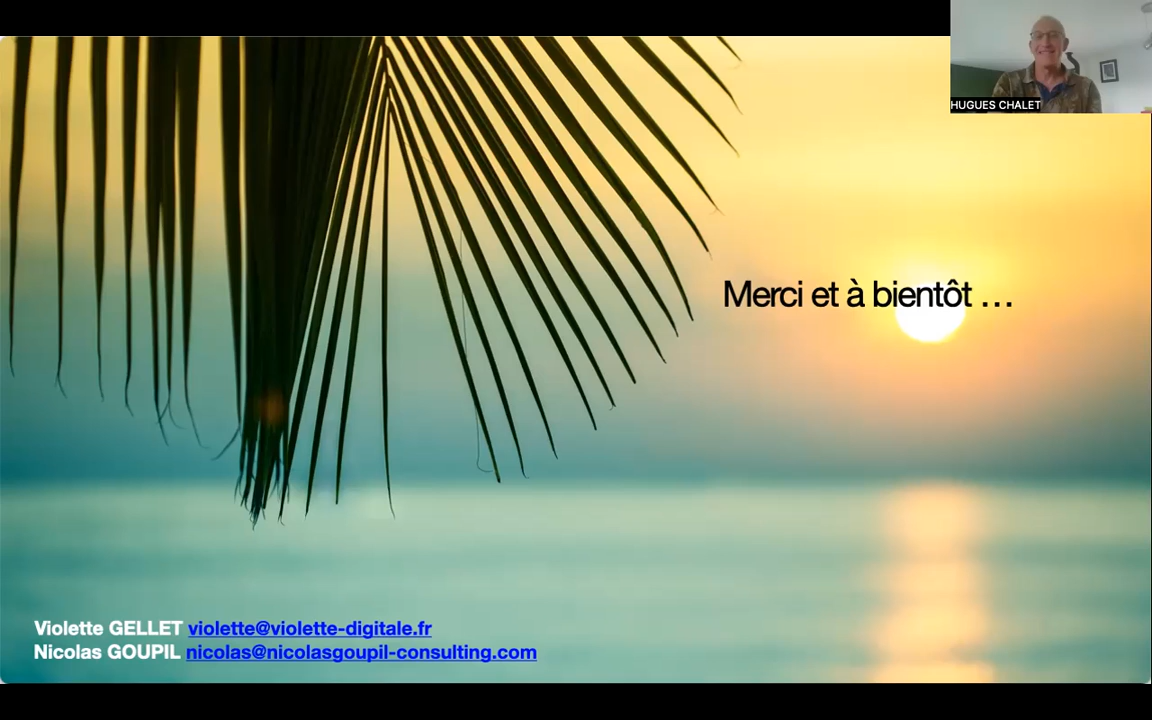 HUGUES CHALET
Merci et à bientôt …
Violette GELLET violette@violette-digitale.fr
Nicolas GOUPIL nicolas@nicolasgoupil-consulting.com